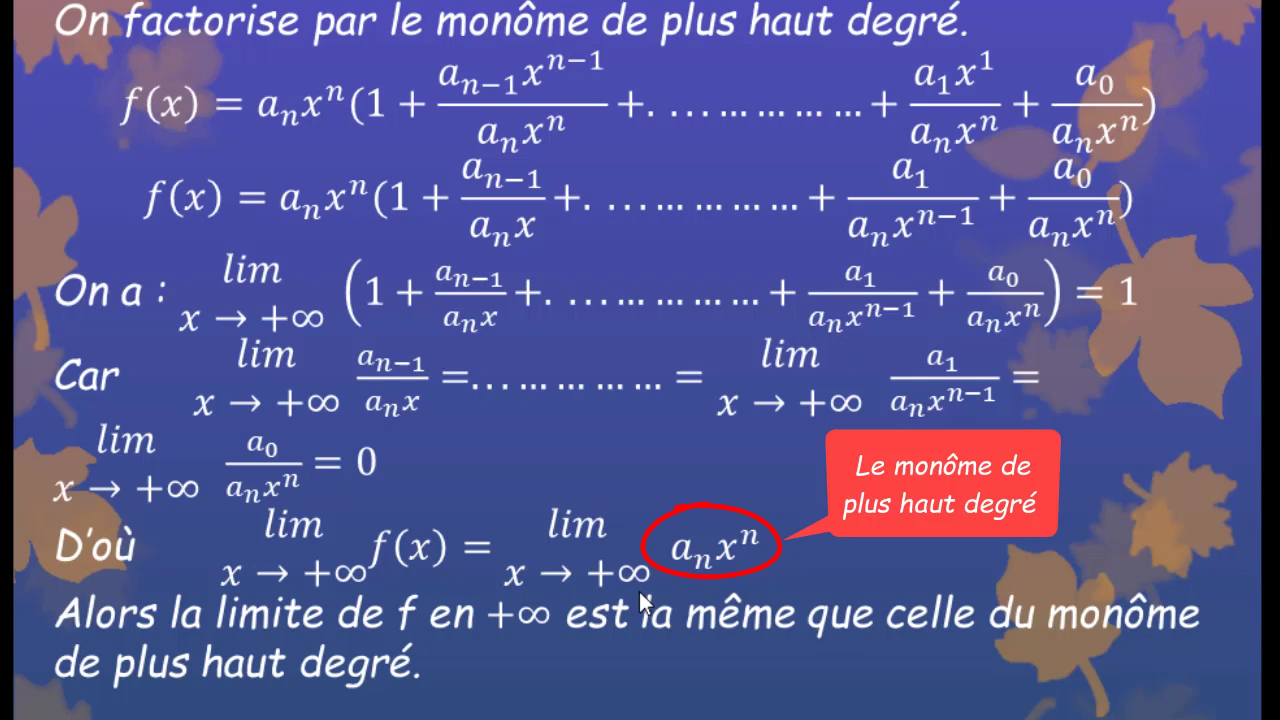 On factorise par le monôme de plus haut degré.
f(x) = aₙxⁿ(1 + (aₙ₋₁xⁿ⁻¹)/(aₙxⁿ) +. … … … … … + (a₁x¹)/(aₙxⁿ) + a₀/(aₙxⁿ))
f(x) = aₙxⁿ(1 + aₙ₋₁/(aₙx) +. … … … … … + a₁/(aₙxⁿ⁻¹) + a₀/(aₙxⁿ))
On a : lim x → +∞ (1 + aₙ₋₁/(aₙx) +. … … … … … + a₁/(aₙxⁿ⁻¹) + a₀/(aₙxⁿ)) = 1
Car lim x → +∞ aₙ₋₁/(aₙx) =… … … … … = lim x → +∞ a₁/(aₙxⁿ⁻¹) =
lim x → +∞ a₀/(aₙxⁿ) = 0
Le monôme de
plus haut degré
D'où lim x → +∞ f(x) = lim x → +∞ aₙxⁿ
Alors la limite de f en +∞ est la même que celle du monôme
de plus haut degré.